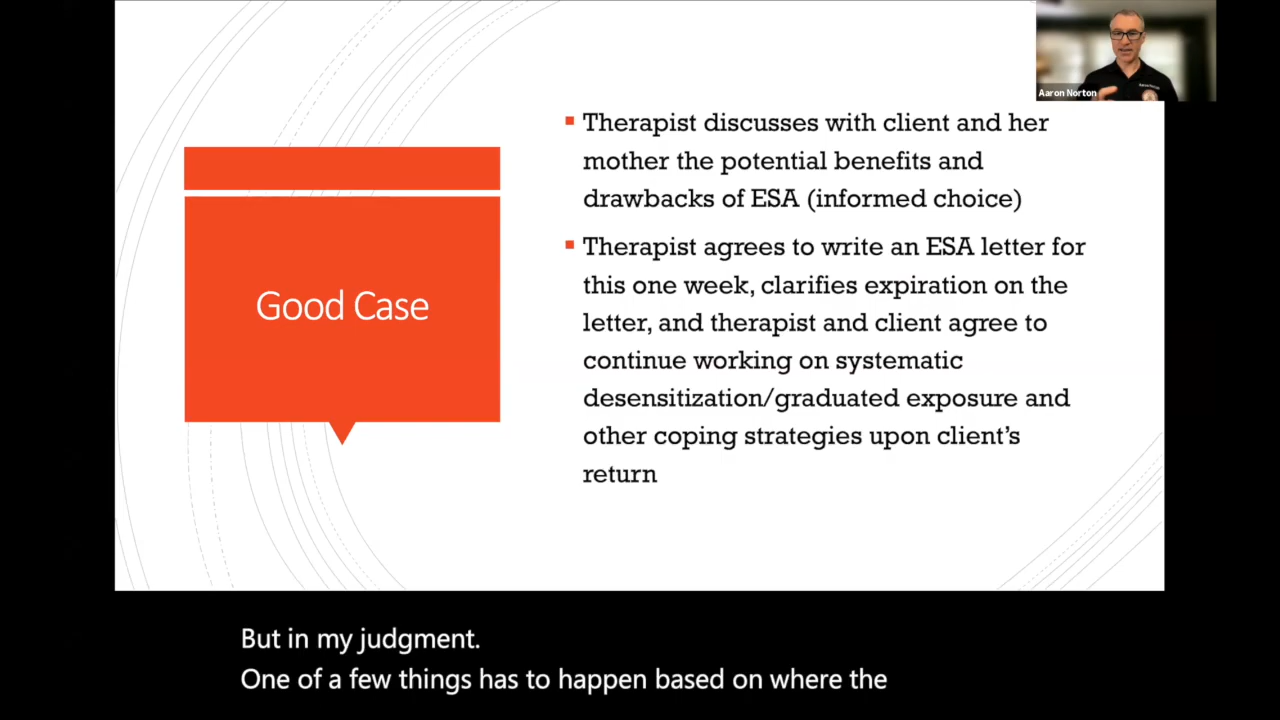 Aaron Norton
Good Case
▪ Therapist discusses with client and her
mother the potential benefits and
drawbacks of ESA (informed choice)
▪ Therapist agrees to write an ESA letter for
this one week, clarifies expiration on the
letter, and therapist and client agree to
continue working on systematic
desensitization/graduated exposure and
other coping strategies upon client's
return
But in my judgment.
One of a few things has to happen based on where the